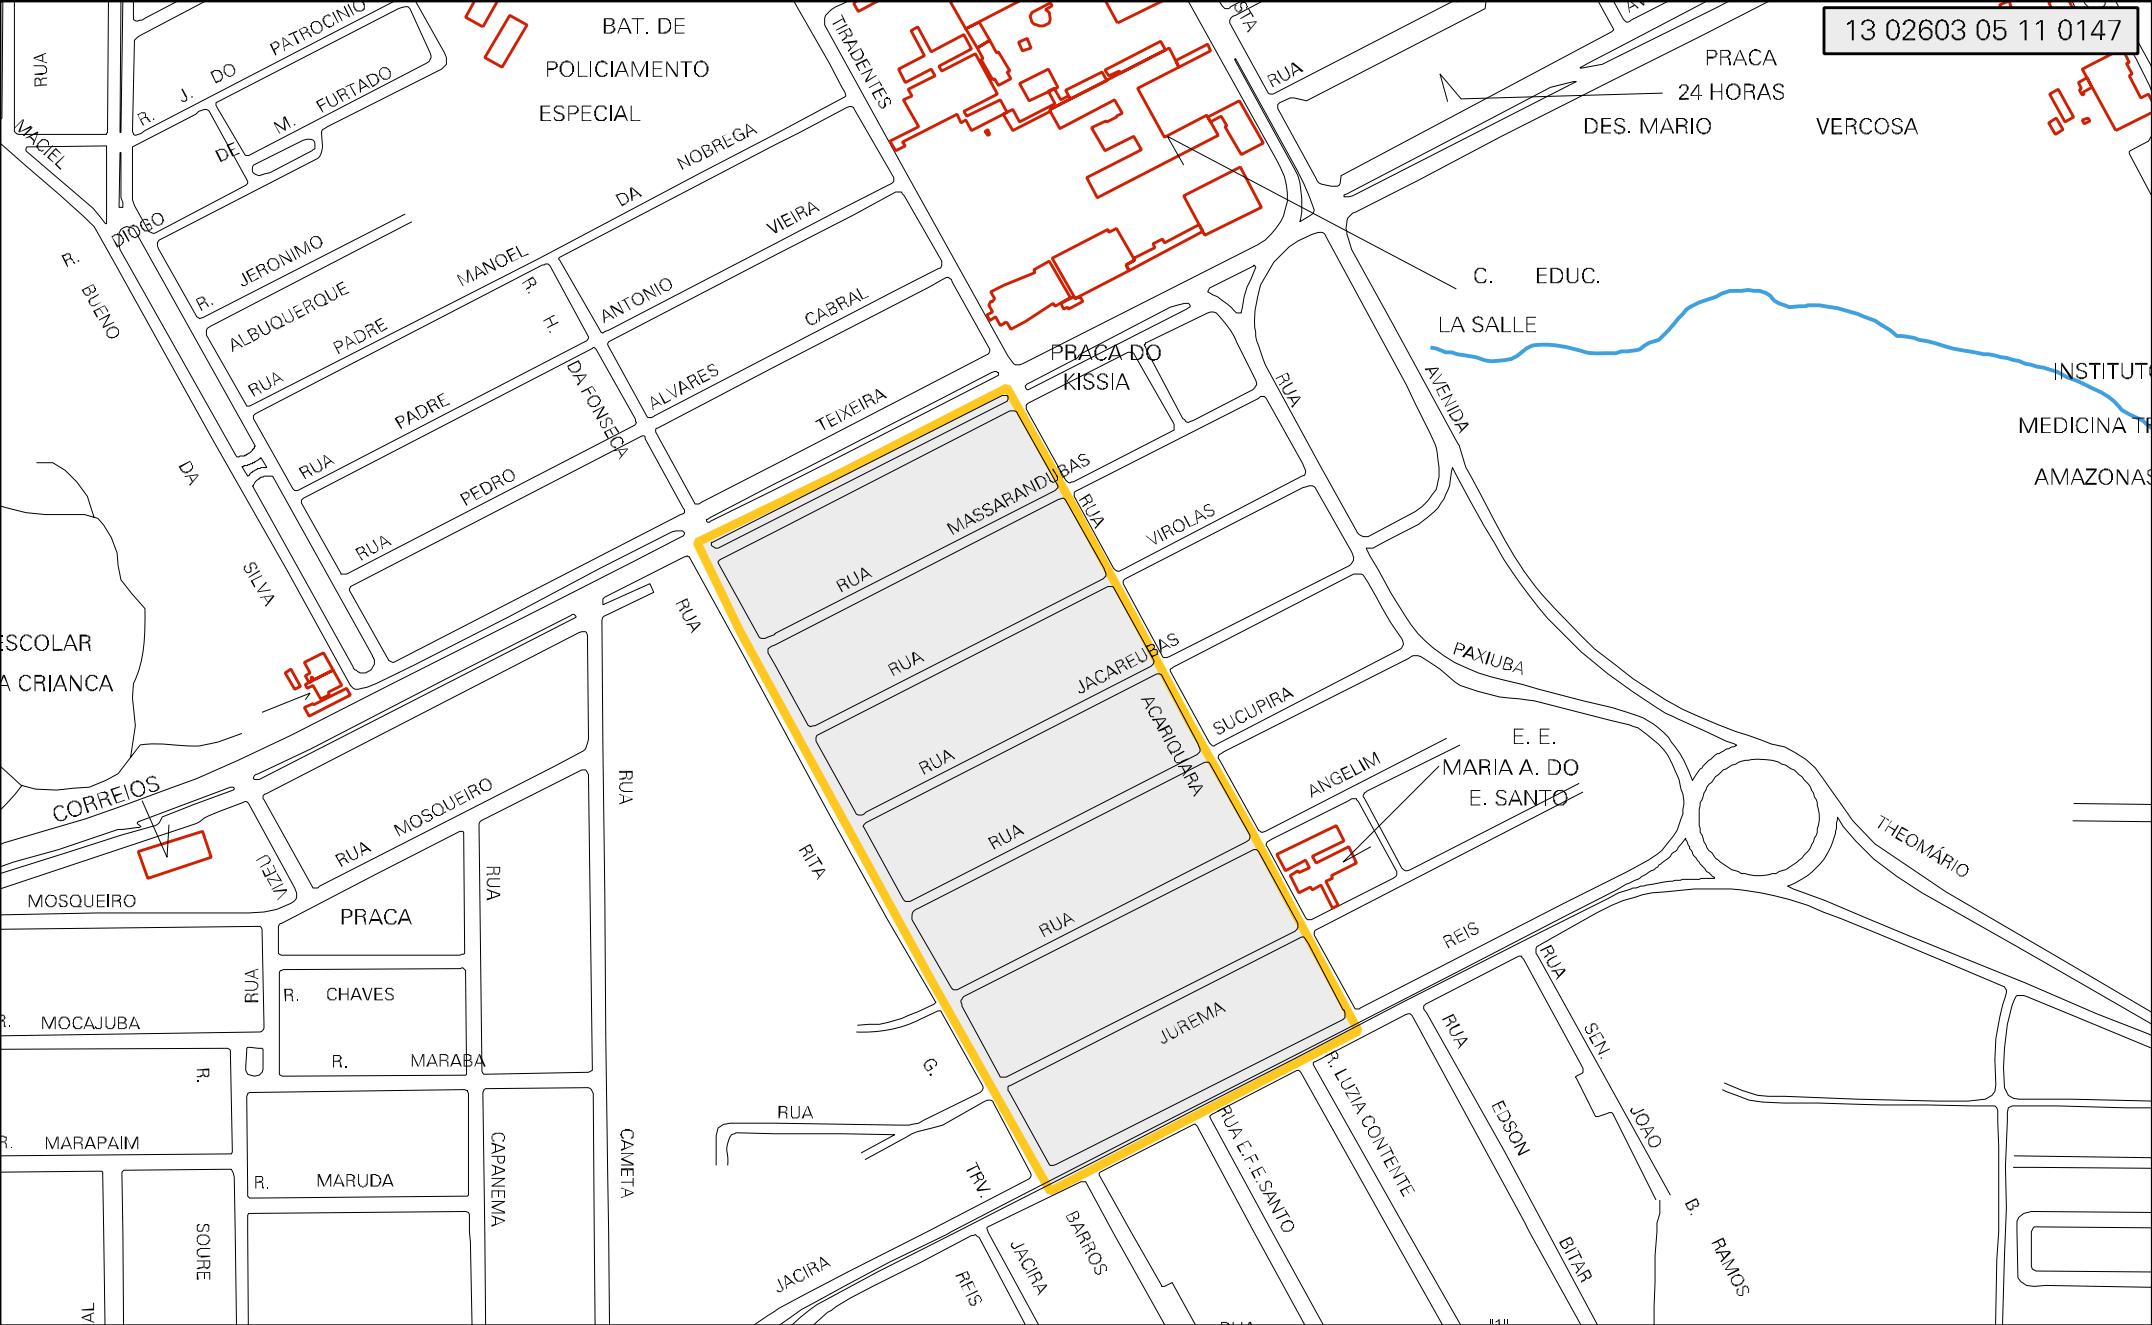 13 02603 05 11 0147
BAT. DE
POLICIAMENTO
ESPECIAL
TIRADENTES
RUA
PRACA
24 HORAS
DES. MARIO VERCOSA
RUA
MACIEL
R. J. DO PATROCINIO
DE M. FURTADO
R. DIOGO
BUENO
DA
SILVA
R. JERONIMO
ALBUQUERQUE
RUA PADRE MANOEL DA NOBREGA
RUA PADRE ANTONIO VIEIRA
RUA PEDRO ALVARES CABRAL
R. H. DA FONSECA
TEIXEIRA
PRACA DO
KISSIA
C. EDUC.
LA SALLE
RUA
AVENIDA
INSTITUTO
MEDICINA
AMAZONAS
RUA MASSARANDUBAS
RUA
VIROLAS
RUA
JACAREUBAS
RUA
SUCUPIRA
ACARIQUARA
RUA
ANGELIM
RUA
JUREMA
PAXIUBA
E. E.
MARIA A. DO
E. SANTO
THEOMÁRIO
REIS
ESCOLAR
A CRIANCA
CORREIOS
MOSQUEIRO
VIZEU
RUA MOSQUEIRO
PRACA
RUA
RUA
RUA
RITA
G.
RUA
R. CHAVES
R. MOCAJUBA
R. MARABA
R.
R. MARAPAIM
R. MARUDA
SOURE
CAPANEMA
CAMETA
RUA
TRV.
JACIRA
REIS
JACIRA
BARROS
RUA E.F.E.SANTO
R. LUZIA CONTENTE
RUA
EDSON
BITAR
RUA
SEN.
JOAO
B.
RAMOS